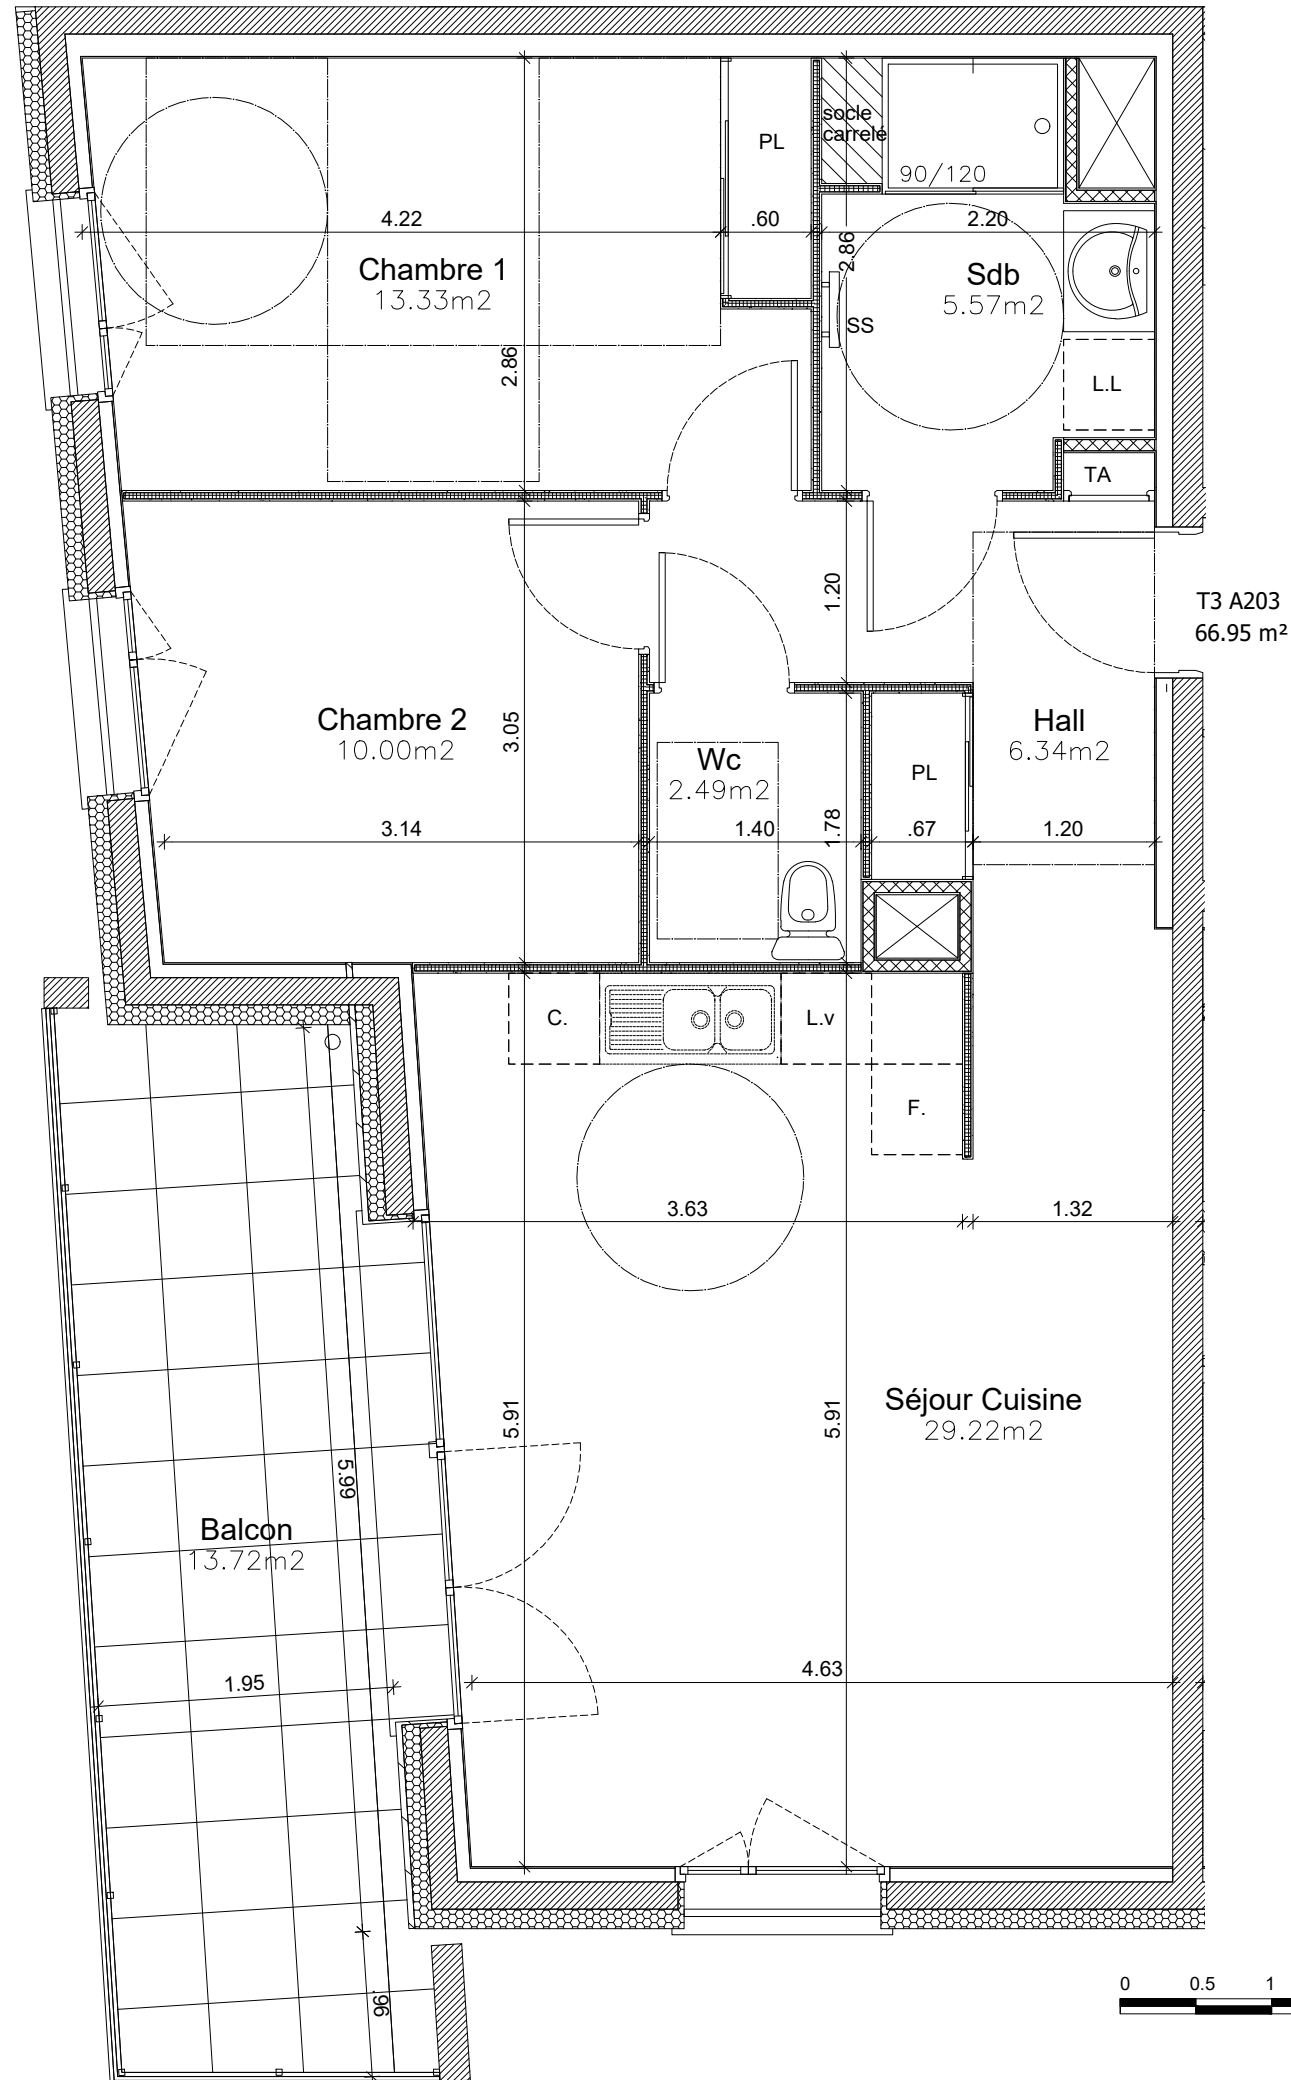 socle
carrelé
PL
90/120
4.22
.60
2.20
2.86
Chambre 1
13.33m2
Sdb
5.57m2
SS
2.86
L.L
TA
1.20
T3 A203
66.95 m²
Chambre 2
10.00m2
3.05
Hall
6.34m2
Wc
2.49m2
PL
3.14
1.40
1.78
.67
1.20
C.
L.v
F.
3.63
1.32
Séjour Cuisine
29.22m2
5.91
5.91
5.99
Balcon
13.72m2
4.63
1.95
.96
0 0.5 1